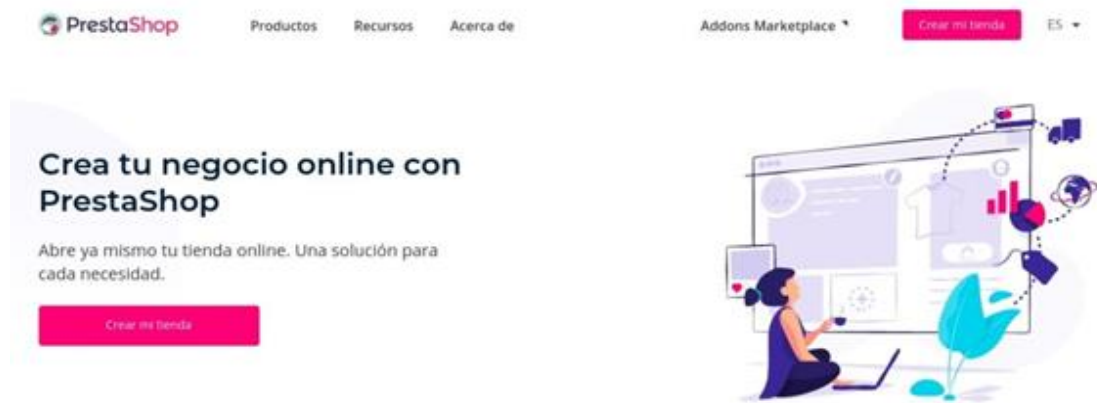 PrestaShop
Productos
Recursos
Acerca de
Addons Marketplace
Crear mi tienda
ES
Crea tu negocio online con
PrestaShop
Abre ya mismo tu tienda online. Una solución para
cada necesidad.
Crear mi tienda